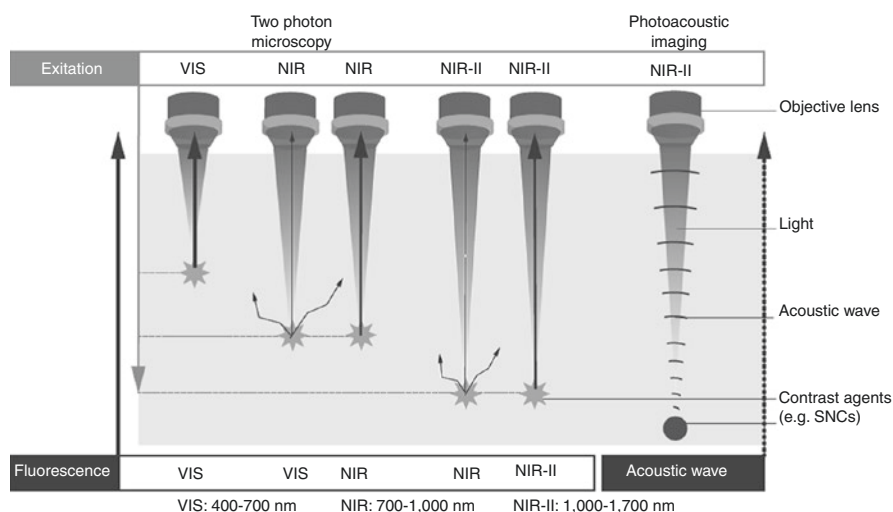 Two photon
microscopy
Photoacoustic
imaging
Exitation VIS NIR NIR NIR-II NIR-II NIR-II
Objective lens
Light
Acoustic wave
Contrast agents
(e.g. SNCs)
Fluorescence VIS VIS NIR NIR NIR-II Acoustic wave
VIS: 400-700 nm NIR: 700-1,000 nm NIR-II: 1,000-1,700 nm